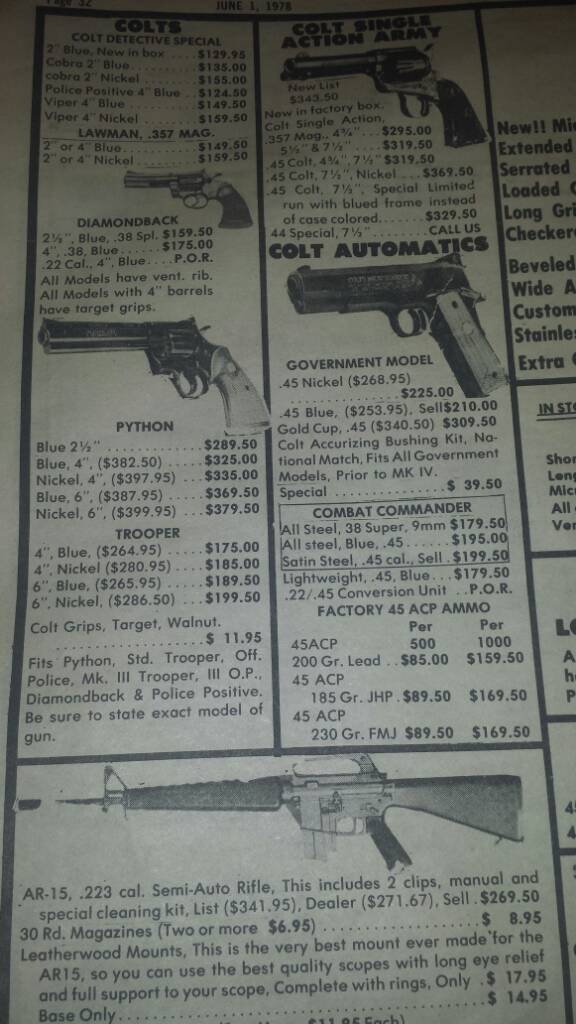 Page 32
JUNE 1, 1978
COLTS
COLT DETECTIVE SPECIAL
2" Blue, New in box .... $129.95
Cobra 2" Blue........ $135.00
cobra 2" Nickel ...... $155.00
Police Positive 4" Blue .. $124.50
Viper 4" Blue ........ $149.50
Viper 4" Nickel ....... $159.50
LAWMAN, .357 MAG.
2" or 4" Blue......... $149.50
2" or 4" Nickel ....... $159.50
DIAMONDBACK
2½", Blue, .38 Spl. $159.50
4", .38, Blue...... $175.00
.22 Cal., 4", Blue.... P.O.R.
All Models have vent. rib.
All Models with 4" barrels
have target grips.
PYTHON
Blue 2½" ............. $289.50
Blue, 4", ($382.50) .... $325.00
Nickel, 4", ($397.95) ... $335.00
Blue, 6", ($387.95) .... $369.50
Nickel, 6", ($399.95) ... $379.50
TROOPER
4", Blue, ($264.95) ..... $175.00
4", Nickel ($280.95) .... $185.00
6", Blue, ($265.95) ..... $189.50
6", Nickel, ($286.50) ... $199.50
Colt Grips, Target, Walnut.
..................... $ 11.95
Fits Python, Std. Trooper, Off.
Police, Mk. III Trooper, III O.P.,
Diamondback & Police Positive.
Be sure to state exact model of
gun.
COLT SINGLE
ACTION ARMY
New List
$343.50
New in factory box.
Colt Single Action,
.357 Mag., 4¾"... $295.00
5½" & 7½" ...... $319.50
.45 Colt, 4¾", 7½" $319.50
.45 Colt, 7½", Nickel ... $369.50
.45 Colt, 7½", Special Limited
run with blued frame instead
of case colored...... $329.50
44 Special, 7½"....... CALL US
COLT AUTOMATICS
GOVERNMENT MODEL
.45 Nickel ($268.95)
.................. $225.00
.45 Blue, ($253.95), Sell $210.00
Gold Cup, .45 ($340.50) $309.50
Colt Accurizing Bushing Kit, Na-
tional Match, Fits All Government
Models, Prior to MK IV.
Special ............... $ 39.50
COMBAT COMMANDER
All Steel, 38 Super, 9mm $179.50
All steel, Blue, .45 ..... $195.00
Satin Steel, .45 cal., Sell . $199.50
Lightweight, .45, Blue... $179.50
.22/.45 Conversion Unit .. P.O.R.
FACTORY 45 ACP AMMO
Per Per
45ACP 500 1000
200 Gr. Lead .. $85.00 $159.50
45 ACP
185 Gr. JHP . $89.50 $169.50
45 ACP
230 Gr. FMJ $89.50 $169.50
AR-15, .223 cal. Semi-Auto Rifle, This includes 2 clips, manual and
special cleaning kit, List ($341.95), Dealer ($271.67), Sell . $269.50
30 Rd. Magazines (Two or more $6.95) .................. $ 8.95
Leatherwood Mounts, This is the very best mount ever made for the
AR15, so you can use the best quality scopes with long eye relief
and full support to your scope, Complete with rings, Only . $ 17.95
Base Only................................ $ 14.95
New!!
Extended
Serrated
Loaded
Long
Beveled
Wide
Custom
Extra